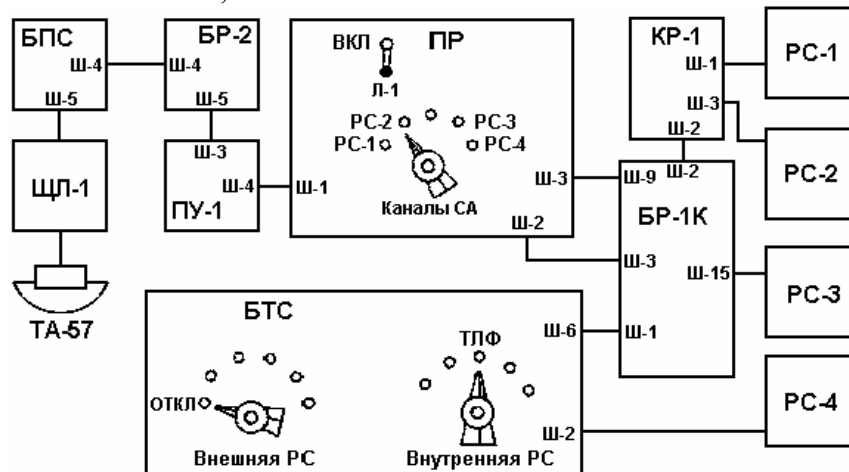 БПС
Ш-4
Ш-5
БР-2
Ш-4
Ш-5
ЩЛ-1
ТА-57
Ш-3
Ш-4
ПУ-1
ВКЛ
ПР
Л-1
РС-2
РС-3
РС-1
РС-4
Ш-1
Ш-3
Каналы СА
Ш-2
КР-1
Ш-1
Ш-3
Ш-2
РС-1
РС-2
Ш-9
Ш-2
БР-1К
Ш-3
Ш-15
Ш-1
РС-3
БТС
ТЛФ
Ш-6
ОТКЛ
РС-4
Ш-2
Внешняя РС
Внутренняя РС